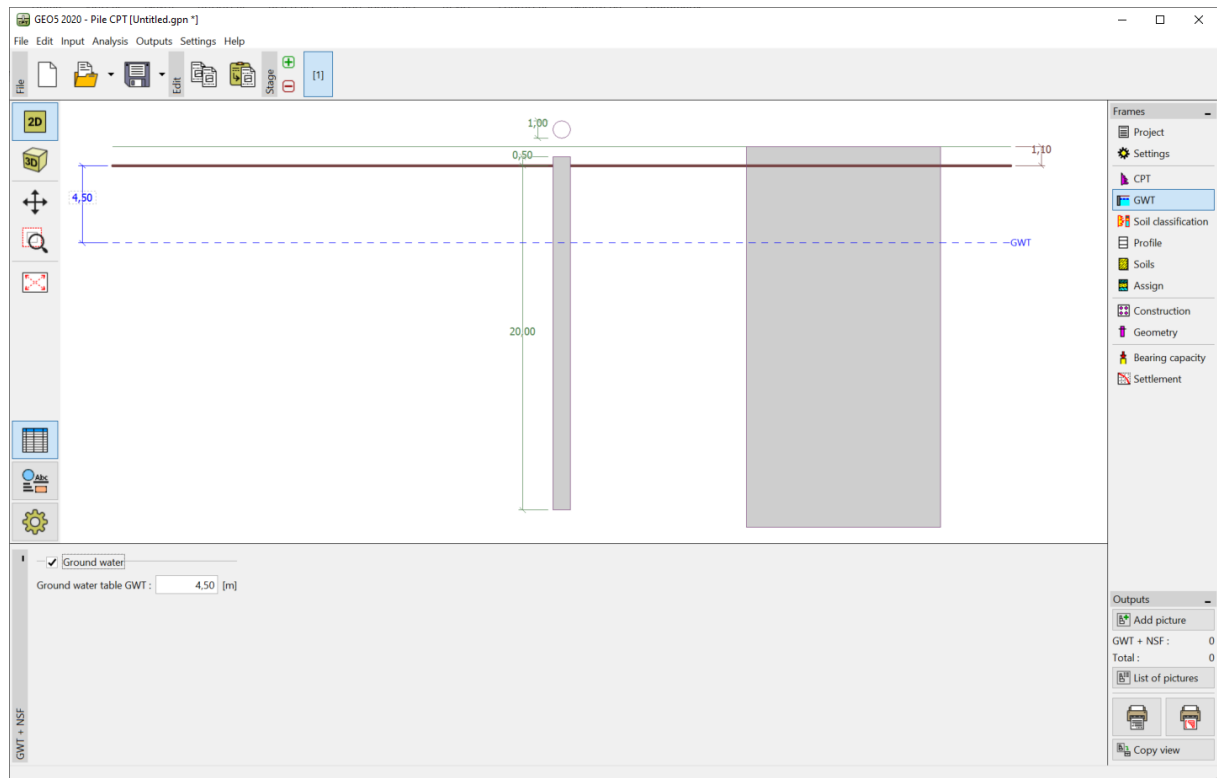 GEO5 2020 - Pile CPT [Untitled.gpn *]
File Edit Input Analysis Outputs Settings Help
File
Edit
Stage
[1]
2D
3D
Abc
1,00
0,50
1,10
4,50
GWT
20,00
Frames
Project
Settings
CPT
GWT
Soil classification
Profile
Soils
Assign
Construction
Geometry
Bearing capacity
Settlement
Ground water
Ground water table GWT : 4,50 [m]
GWT + NSF
Outputs
Add picture
GWT + NSF : 0
Total : 0
List of pictures
Copy view